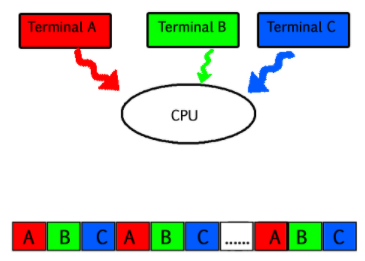 Terminal A Terminal B Terminal C
CPU
A B C A B C ...... A B C